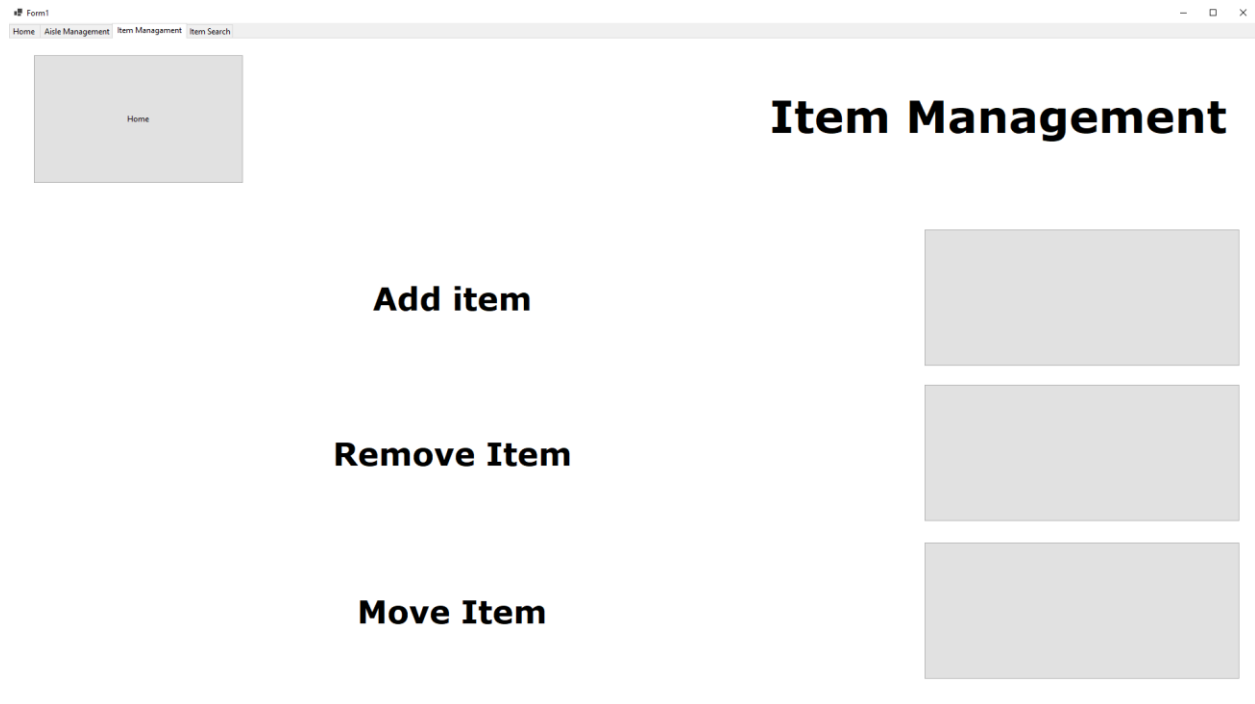 Form1
Home Aisle Management Item Managament Item Search
Home
Item Management
Add item
Remove Item
Move Item